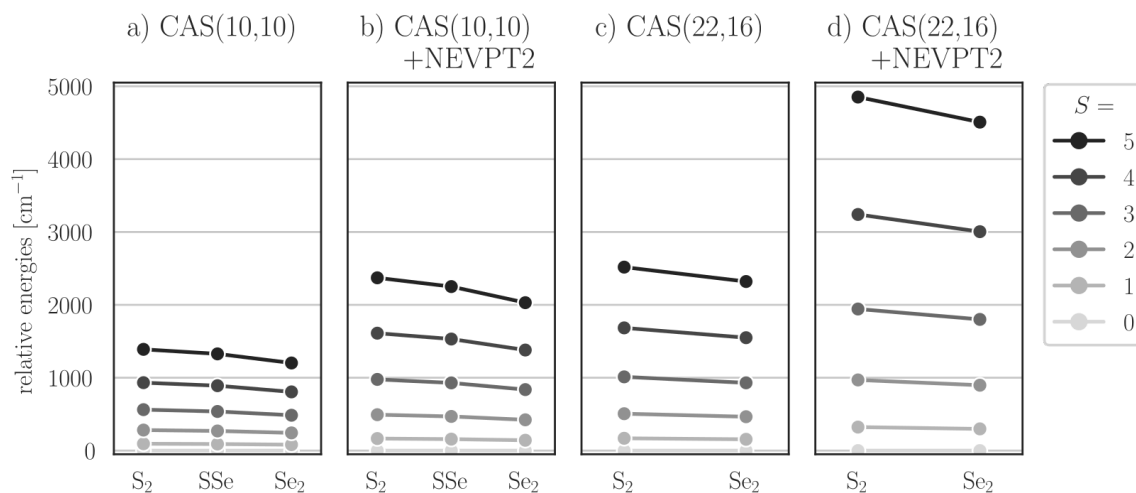 a) CAS(10,10)
b) CAS(10,10)
+NEVPT2
c) CAS(22,16)
d) CAS(22,16)
+NEVPT2
relative energies [cm⁻¹]
5000
4000
3000
2000
1000
0
S₂ SSe Se₂
S₂ SSe Se₂
S₂ Se₂
S₂ Se₂
S =
5
4
3
2
1
0